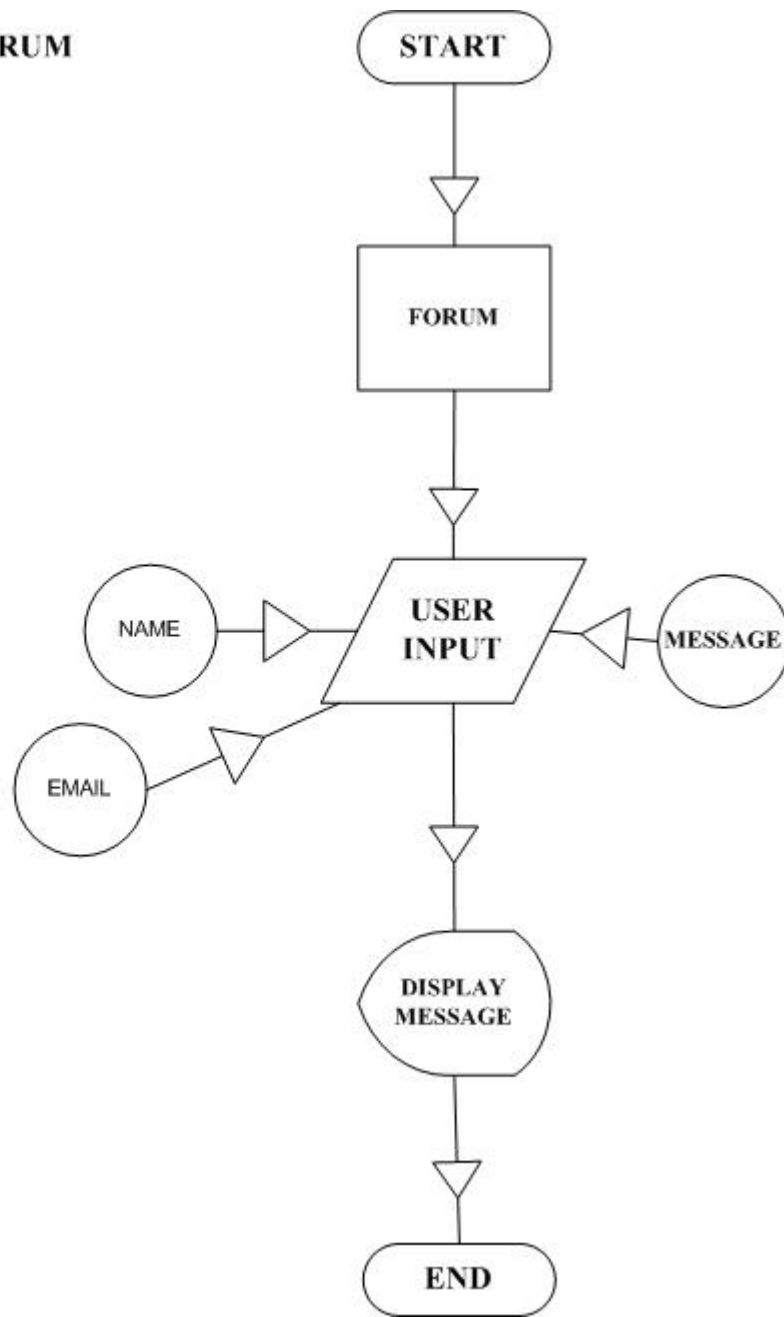 RUM
START
FORUM
NAME
USER
INPUT
MESSAGE
EMAIL
DISPLAY
MESSAGE
END